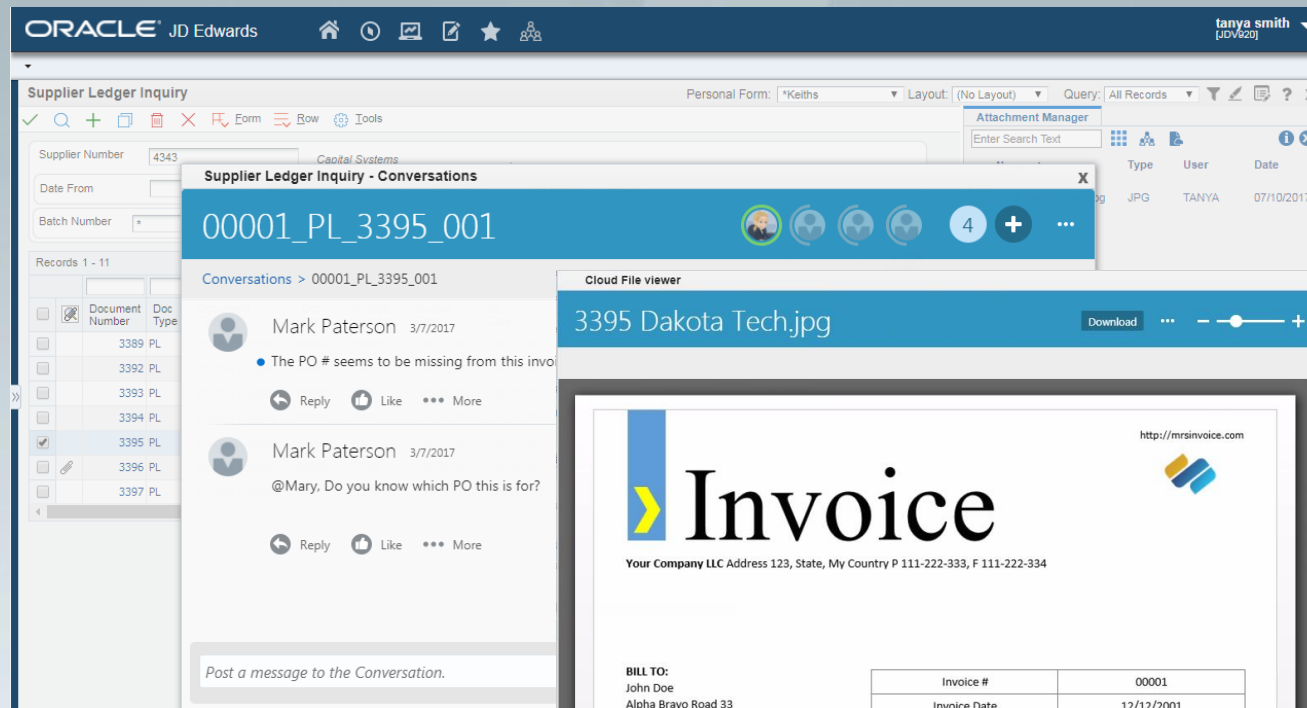 ORACLE® JD Edwards
tanya smith
[JDV920]
Supplier Ledger Inquiry
Personal Form: *Keiths Layout: (No Layout) Query: All Records
Form Row Tools
Attachment Manager
Enter Search Text
Type User Date
JPG TANYA 07/10/2017
Supplier Number 4343 Capital Systems
Date From
Batch Number *
Records 1 - 11
Document Number Doc Type
3389 PL
3392 PL
3393 PL
3394 PL
3395 PL
3396 PL
3397 PL
Supplier Ledger Inquiry - Conversations X
00001_PL_3395_001 4
Conversations > 00001_PL_3395_001
Mark Paterson 3/7/2017
The PO # seems to be missing from this invoi
Reply Like More
Mark Paterson 3/7/2017
@Mary, Do you know which PO this is for?
Reply Like More
Post a message to the Conversation.
Cloud File viewer
3395 Dakota Tech.jpg Download
http://mrsinvoice.com
Invoice
Your Company LLC Address 123, State, My Country P 111-222-333, F 111-222-334
BILL TO:
John Doe
Alpha Bravo Road 33
Invoice # 00001
Invoice Date 12/12/2001